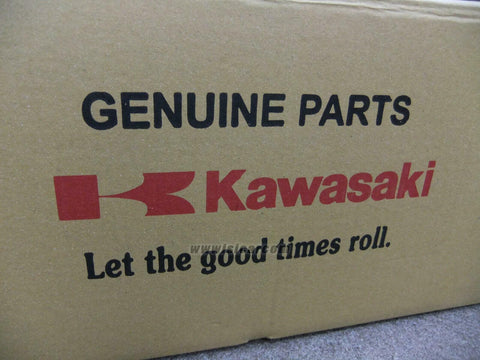 GENUINE PARTS
Kawasaki
Let the good times roll.